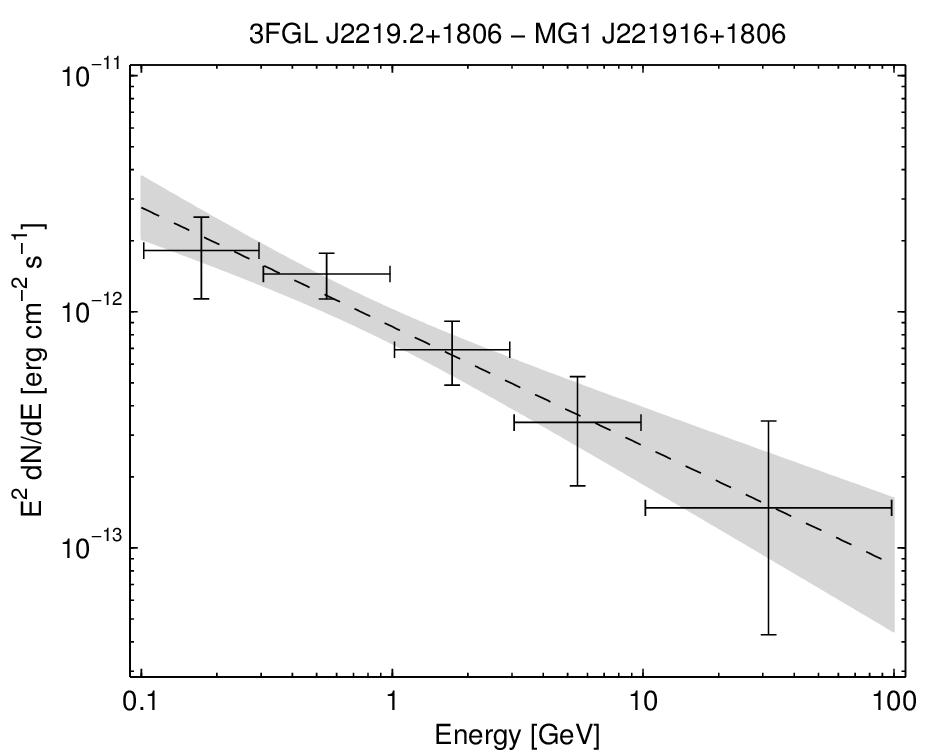 3FGL J2219.2+1806 − MG1 J221916+1806
10⁻¹¹
10⁻¹²
10⁻¹³
E² dN/dE [erg cm⁻² s⁻¹]
0.1 1 10 100
Energy [GeV]